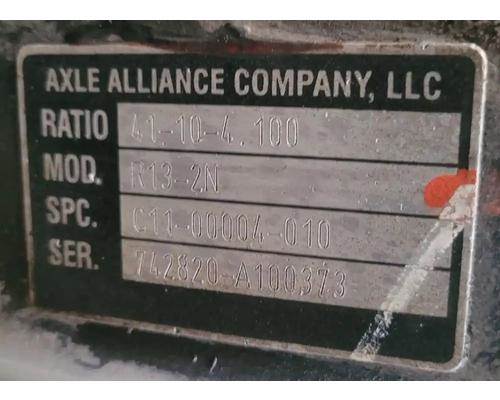 AXLE ALLIANCE COMPANY, LLC
RATIO 41-10-4.100
MOD. R13-2N
SPC. C11-00004-010
SER. 742820-A100373